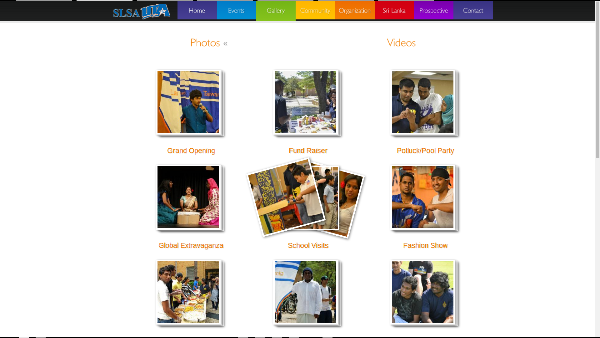 SLSA UTA
Home Events Gallery Community Organization Sri Lanka Prospective Contact
Photos « Videos
Grand Opening Fund Raiser Potluck/Pool Party
Global Extravaganza School Visits Fashion Show